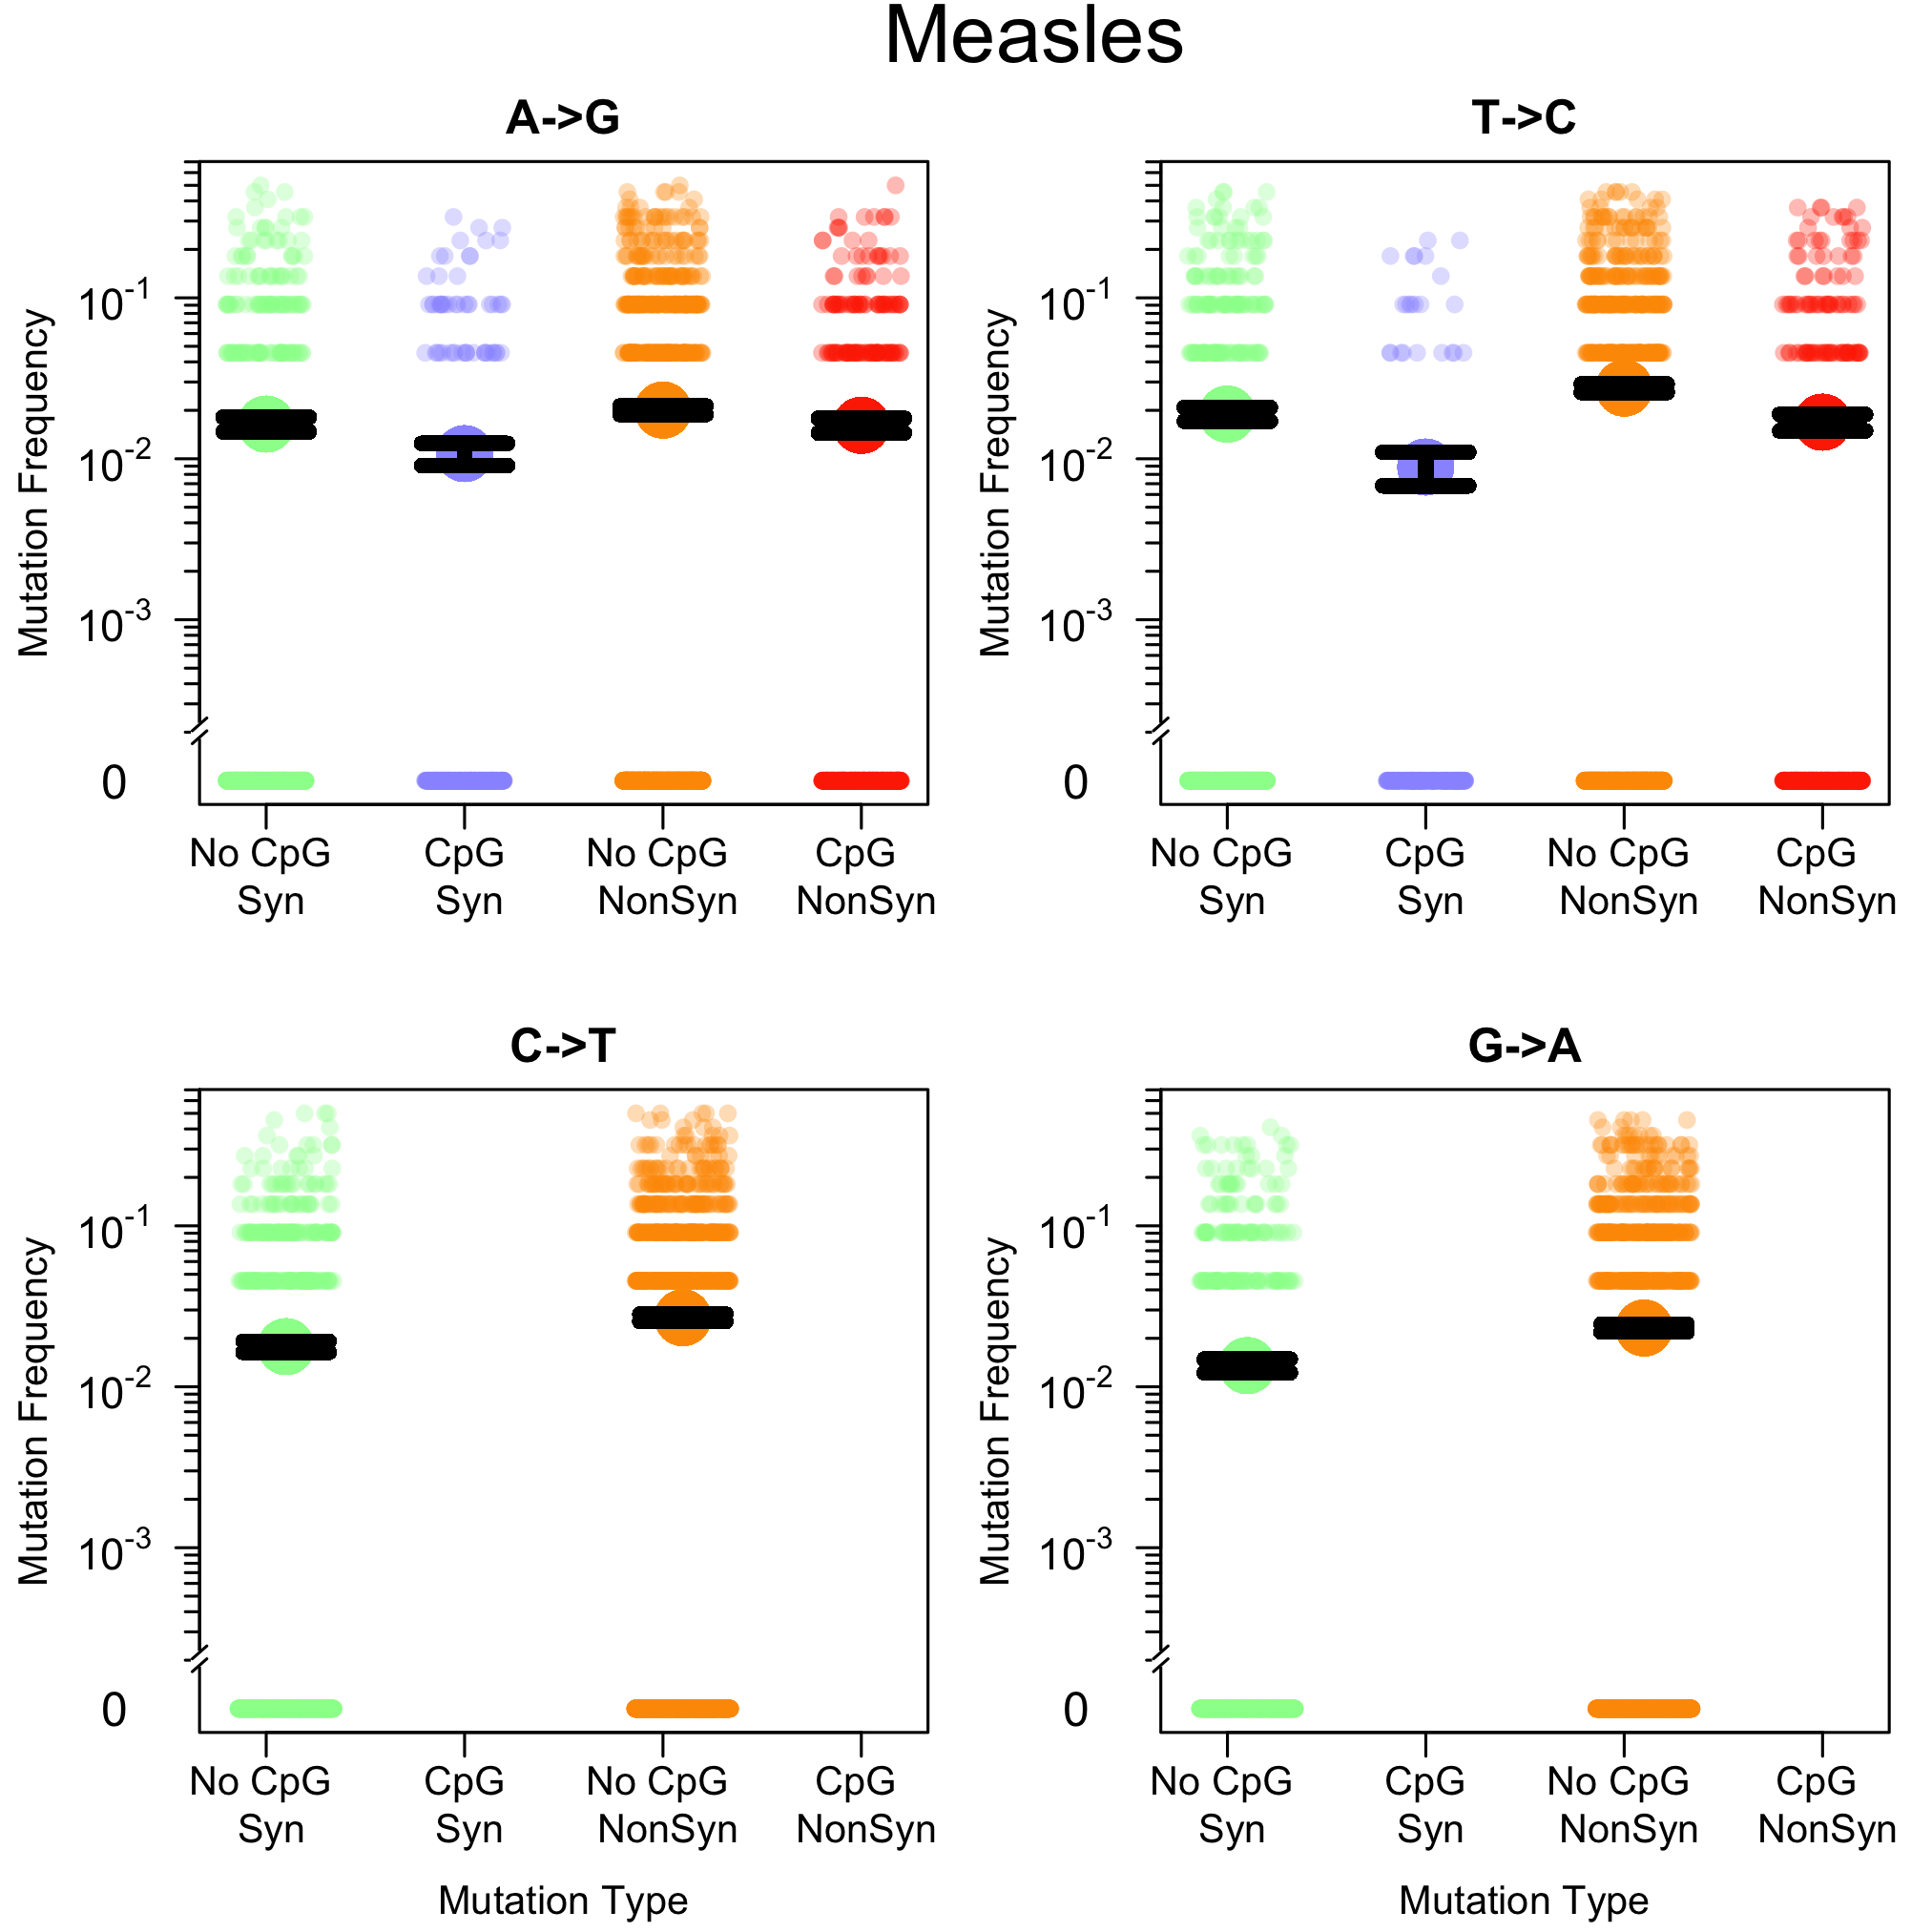 Measles
A->G
Mutation Frequency
10-1
10-2
10-3
0
No CpG CpG No CpG CpG
Syn Syn NonSyn NonSyn
T->C
Mutation Frequency
10-1
10-2
10-3
0
No CpG CpG No CpG CpG
Syn Syn NonSyn NonSyn
C->T
Mutation Frequency
10-1
10-2
10-3
0
No CpG CpG No CpG CpG
Syn Syn NonSyn NonSyn
Mutation Type
G->A
Mutation Frequency
10-1
10-2
10-3
0
No CpG CpG No CpG CpG
Syn Syn NonSyn NonSyn
Mutation Type